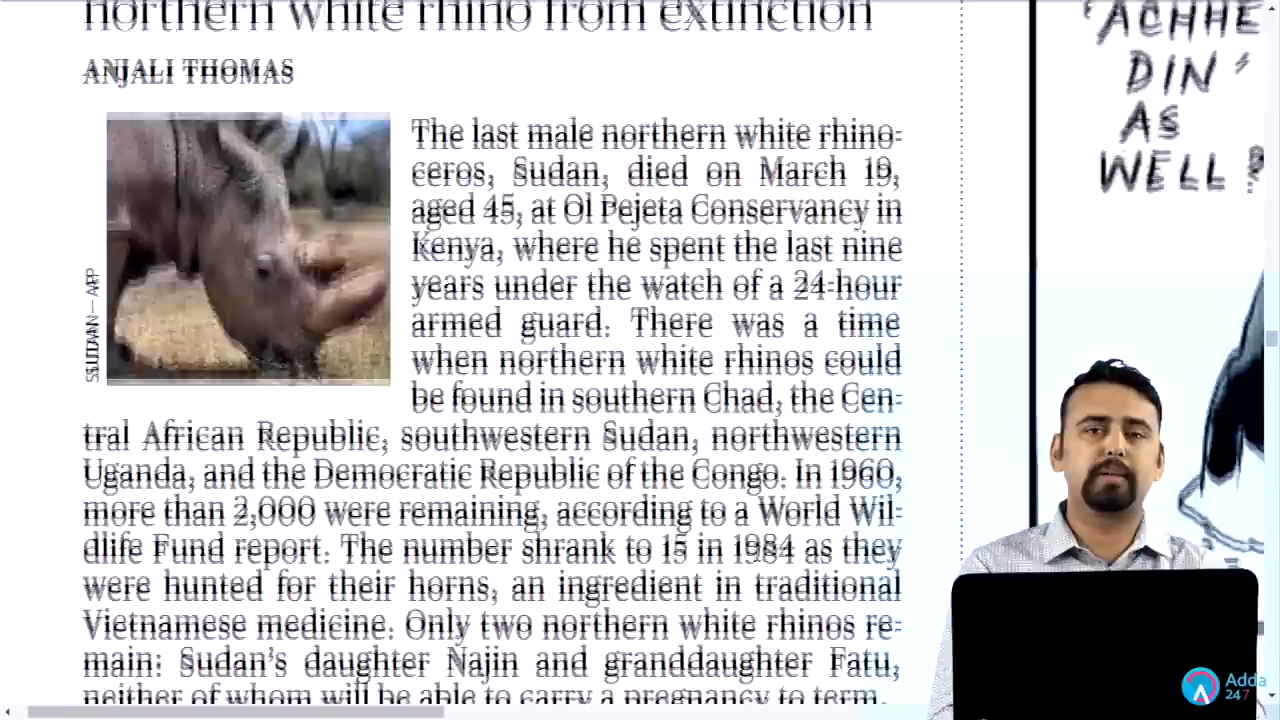 northern white rhino from extinction
ANJALI THOMAS
SUDAN — AFP
The last male northern white rhino-
ceros, Sudan, died on March 19,
aged 45, at Ol Pejeta Conservancy in
Kenya, where he spent the last nine
years under the watch of a 24-hour
armed guard. There was a time
when northern white rhinos could
be found in southern Chad, the Cen-
tral African Republic, southwestern Sudan, northwestern
Uganda, and the Democratic Republic of the Congo. In 1960,
more than 2,000 were remaining, according to a World Wil-
dlife Fund report. The number shrank to 15 in 1984 as they
were hunted for their horns, an ingredient in traditional
Vietnamese medicine. Only two northern white rhinos re-
main: Sudan's daughter Najin and granddaughter Fatu,
neither of whom will be able to carry a pregnancy to term.
'ACHHE
DIN'
AS
WELL?..
Adda
247